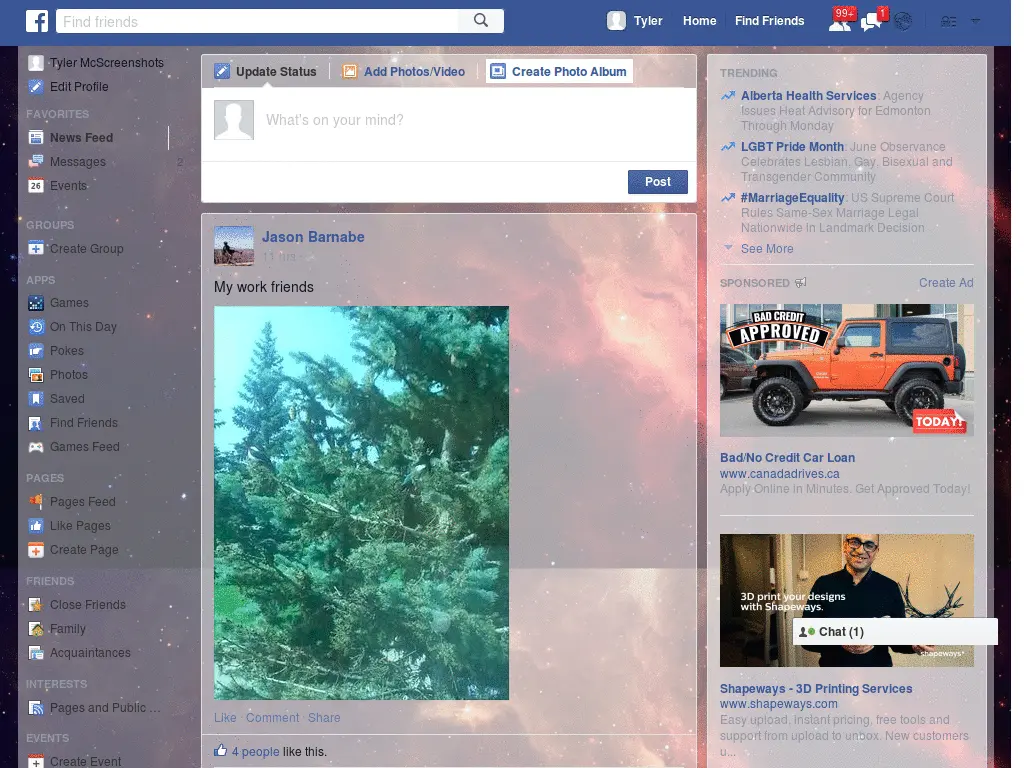 Find friends
Tyler
Home
Find Friends
99+
1
Tyler McScreenshots
Edit Profile
FAVORITES
News Feed
Messages
2
26
Events
GROUPS
Create Group
APPS
Games
On This Day
Pokes
Photos
Saved
Find Friends
Games Feed
PAGES
Pages Feed
Like Pages
Create Page
FRIENDS
Close Friends
Family
Acquaintances
INTERESTS
Pages and Public ...
EVENTS
Create Event
Update Status
Add Photos/Video
Create Photo Album
What's on your mind?
Post
Jason Barnabe
11 hrs ·
My work friends
Like · Comment · Share
4 people like this.
TRENDING
Alberta Health Services: Agency
Issues Heat Advisory for Edmonton
Through Monday
LGBT Pride Month: June Observance
Celebrates Lesbian, Gay, Bisexual and
Transgender Community
#MarriageEquality: US Supreme Court
Rules Same-Sex Marriage Legal
Nationwide in Landmark Decision
See More
SPONSORED
Create Ad
BAD CREDIT
APPROVED
TODAY!
Bad/No Credit Car Loan
www.canadadrives.ca
Apply Online in Minutes. Get Approved Today!
3D print your designs
with Shapeways.
Chat (1)
shapeways*
Shapeways - 3D Printing Services
www.shapeways.com
Easy upload, instant pricing, free tools and
support from upload to unbox. New customers
u...